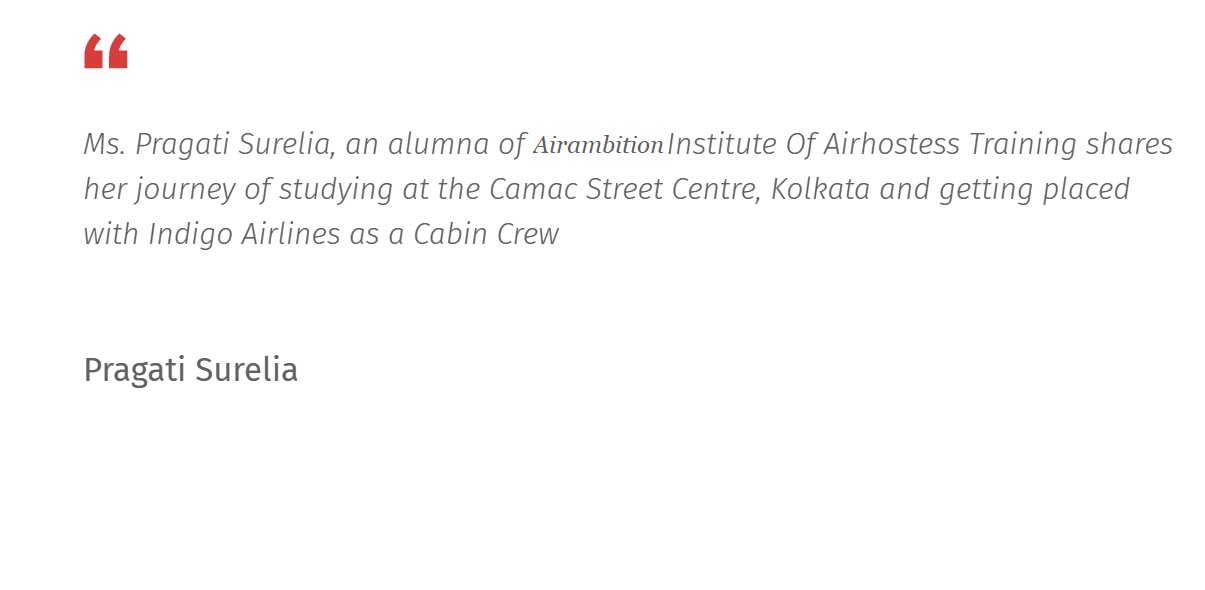 “
Ms. Pragati Surelia, an alumna of Airambition Institute Of Airhostess Training shares
her journey of studying at the Camac Street Centre, Kolkata and getting placed
with Indigo Airlines as a Cabin Crew
Pragati Surelia